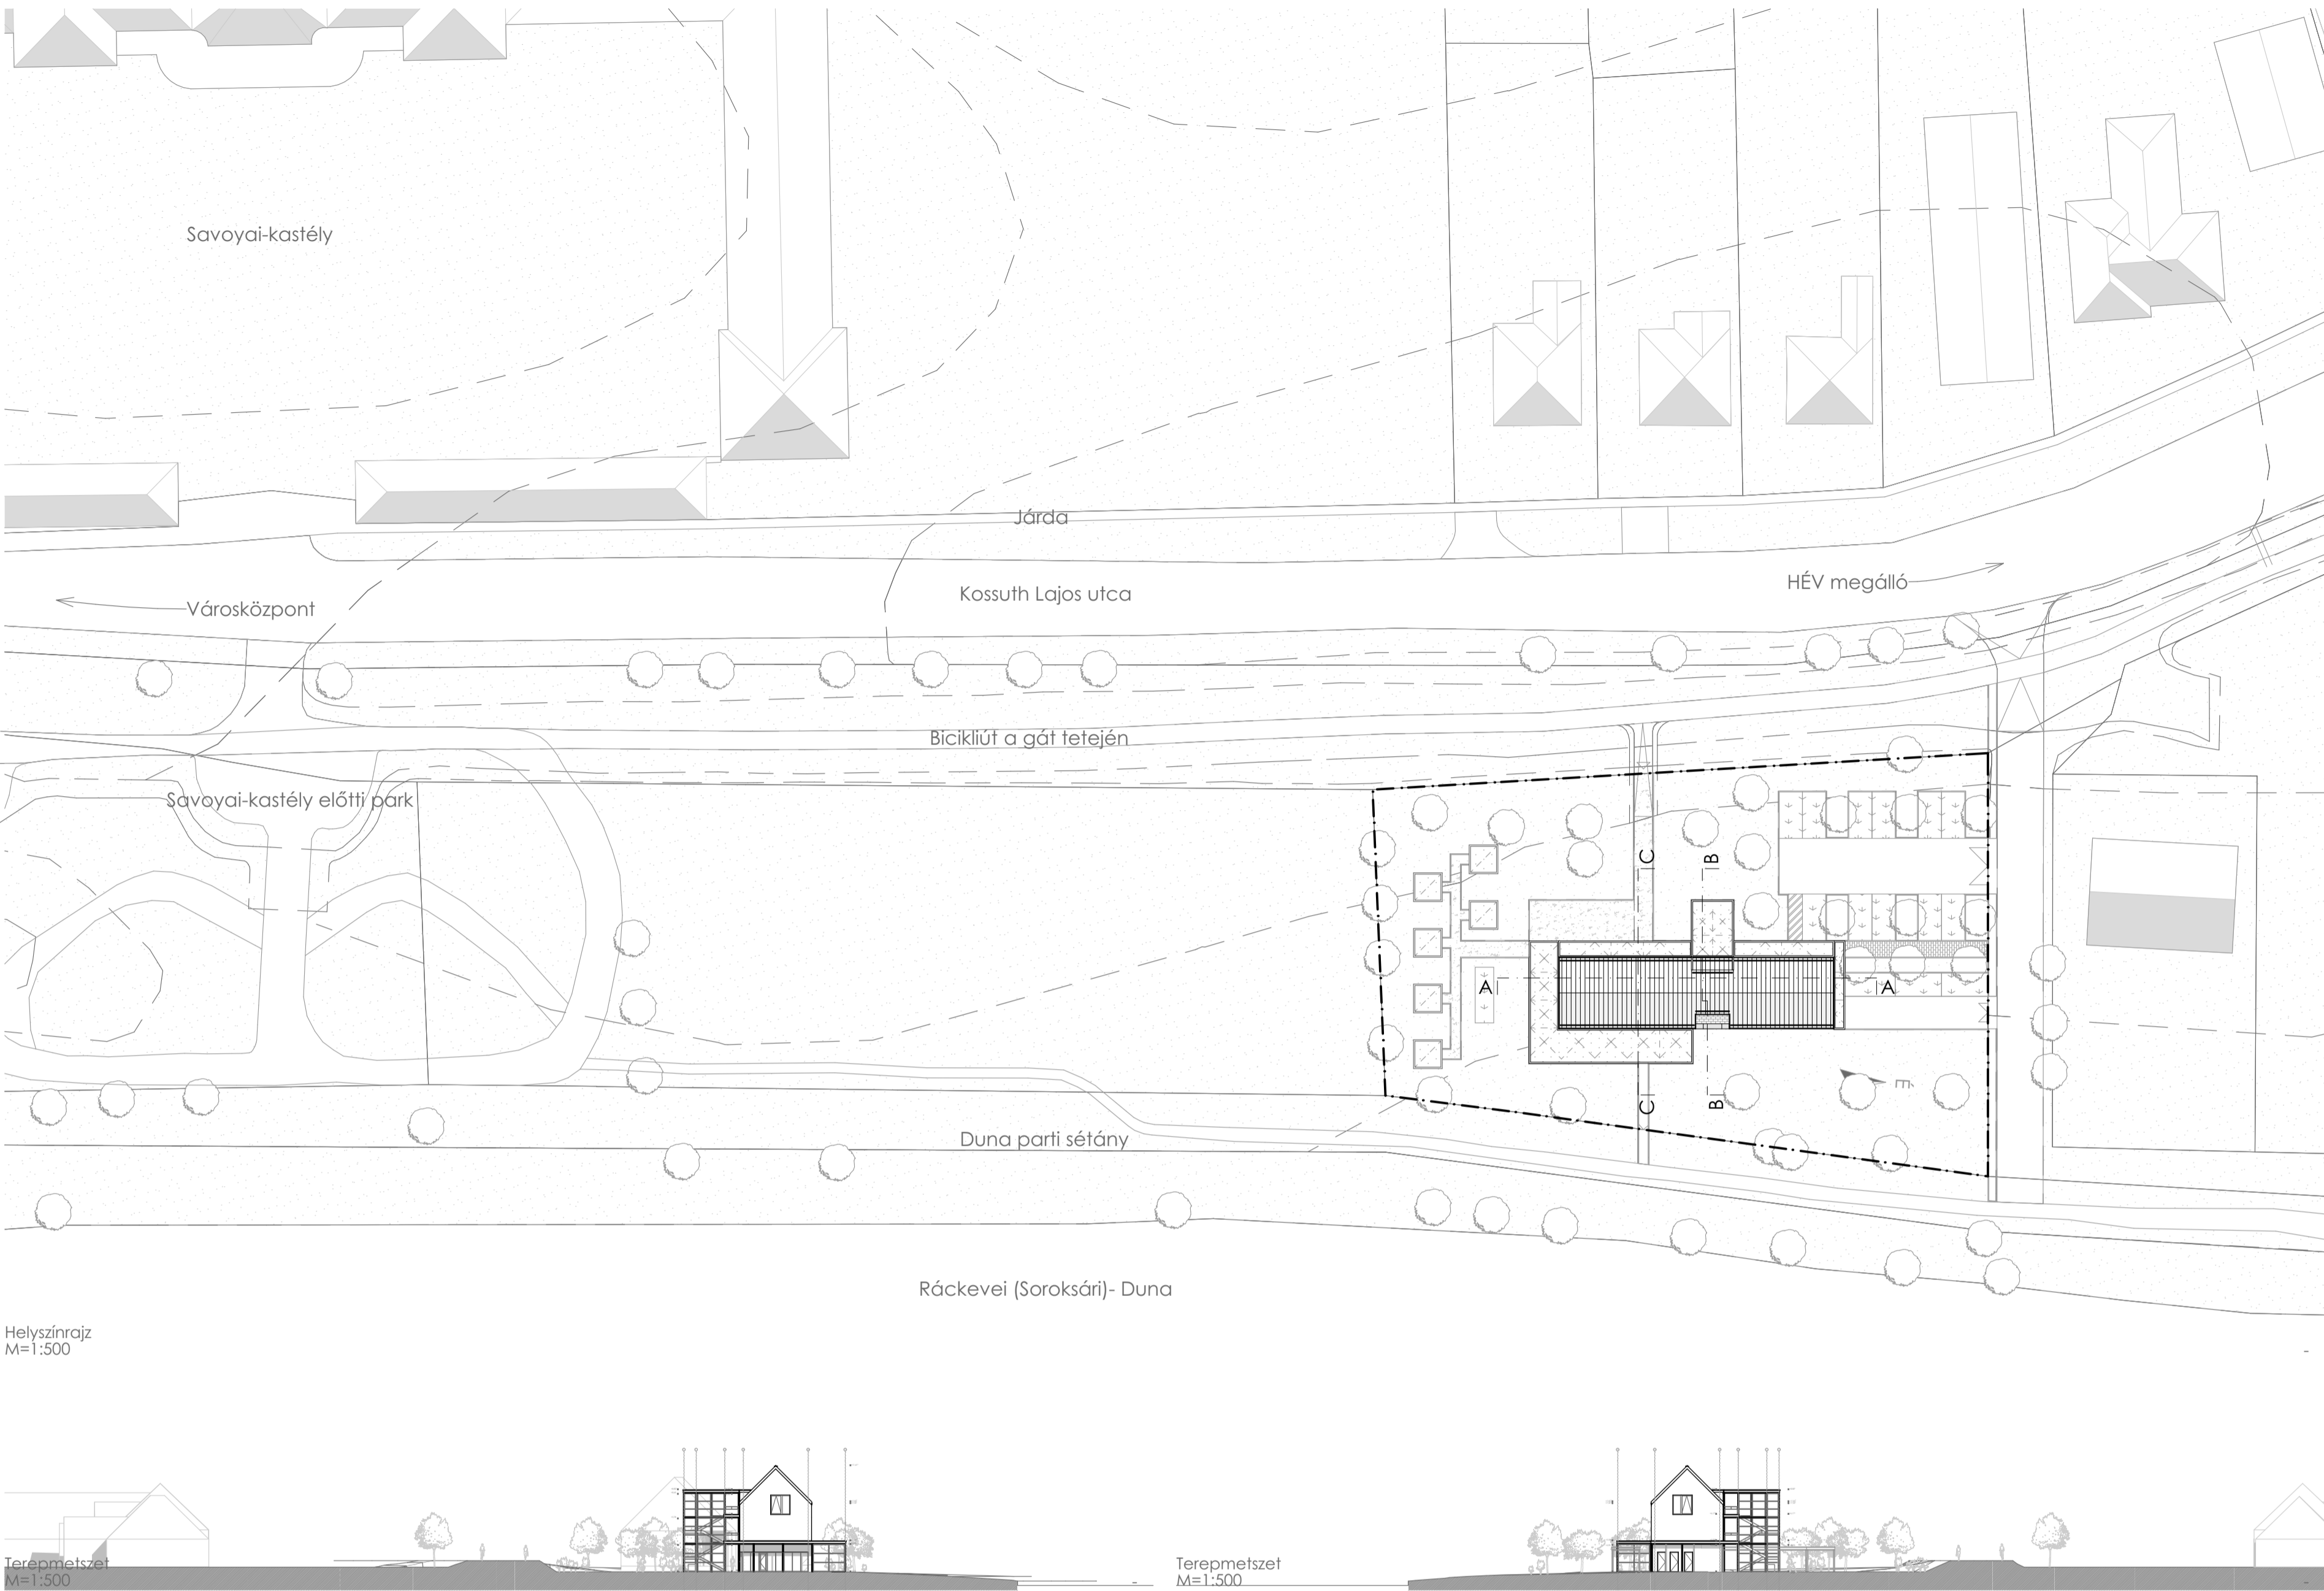 Savoyai-kastély
Járda
Kossuth Lajos utca
HÉV megálló
Városközpont
Bicikliút a gát tetején
Savoyai-kastély előtti park
C
B
A
A
É
C
B
Duna parti sétány
Ráckevei (Soroksári)- Duna
Helyszínrajz
M=1:500
Terepmetszet
M=1:500
Terepmetszet
M=1:500